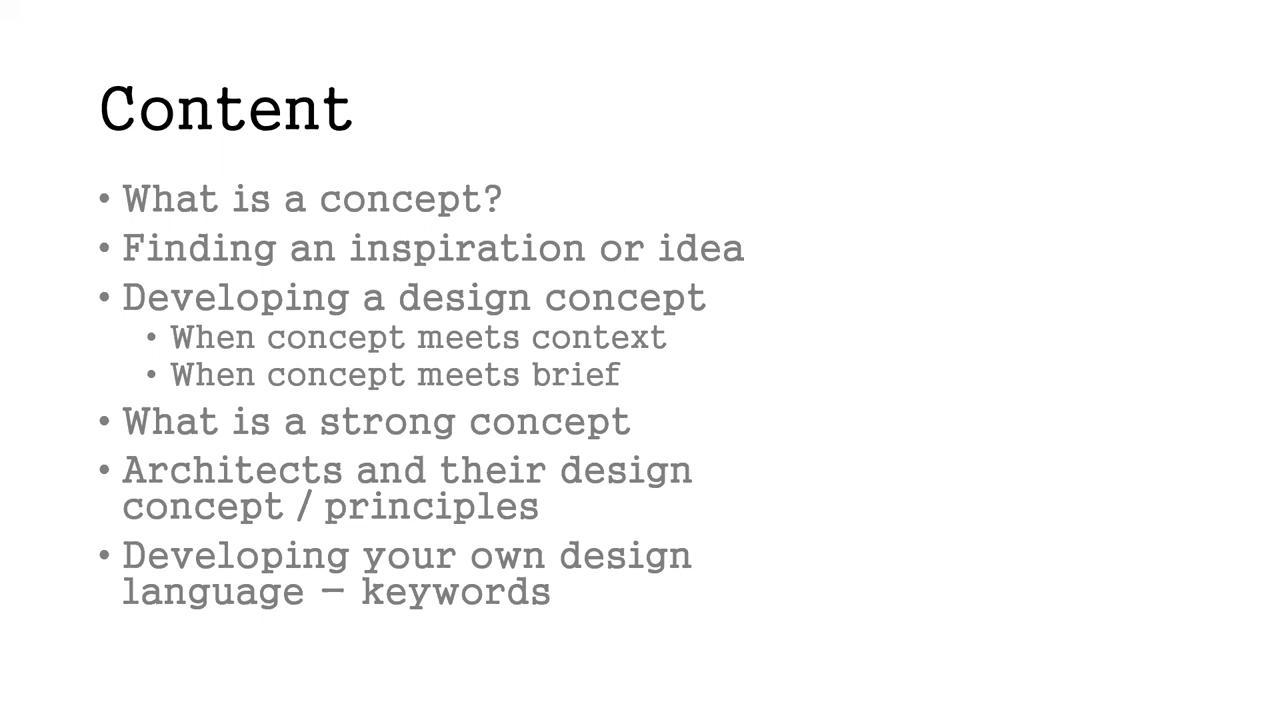 Content
• What is a concept?
• Finding an inspiration or idea
• Developing a design concept
• When concept meets context
• When concept meets brief
• What is a strong concept
• Architects and their design
concept / principles
• Developing your own design
language – keywords